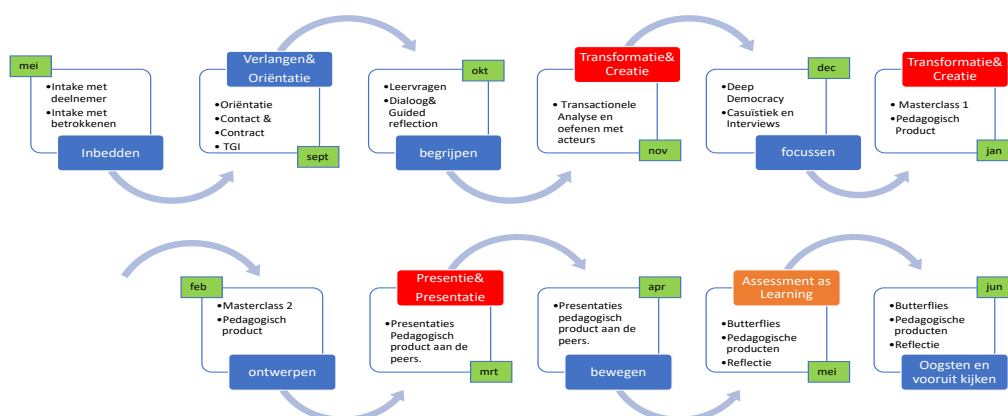 mei
• Intake met
deelnemer
• Intake met
betrokkenen
Inbedden
Verlangen&
Oriëntatie
• Oriëntatie
• Contact &
• Contract
• TGI
sept
okt
• Leervragen
• Dialoog&
Guided
reflection
begrijpen
Transformatie&
Creatie
• Transactionele
Analyse en
oefenen met
acteurs
nov
dec
• Deep
Democracy
• Casuïstiek en
Interviews
focussen
Transformatie&
Creatie
• Masterclass 1
• Pedagogisch
Product
jan
feb
• Masterclass 2
• Pedagogisch
product
ontwerpen
Presentie&
Presentatie
• Presentaties
Pedagogisch
product aan de
peers.
mrt
apr
• Presentaties
pedagogisch
product aan de
peers.
bewegen
Assessment as
Learning
• Butterflies
• Pedagogische
producten
• Reflectie
mei
jun
• Butterflies
• Pedagogische
producten
• Reflectie
Oogsten en
vooruit kijken